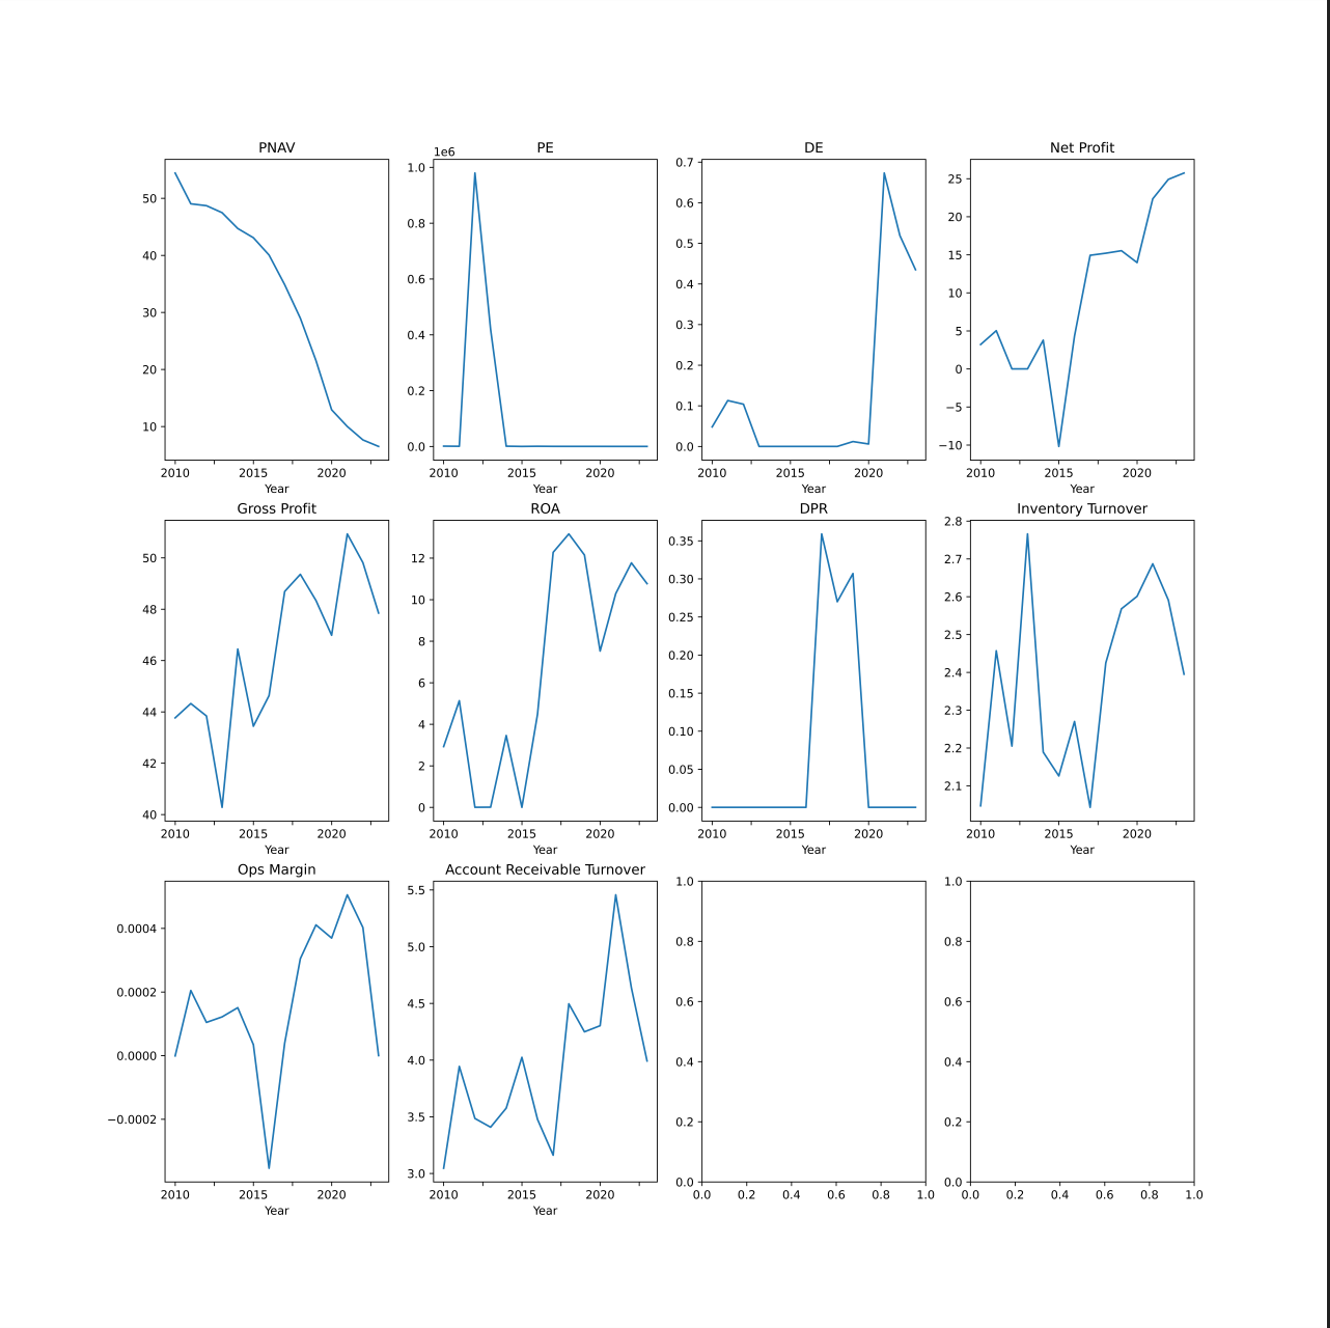 PNAV
50
40
30
20
10
2010 2015 2020
Year
PE
1e6
1.0
0.8
0.6
0.4
0.2
0.0
2010 2015 2020
Year
DE
0.7
0.6
0.5
0.4
0.3
0.2
0.1
0.0
2010 2015 2020
Year
Net Profit
25
20
15
10
5
0
−5
−10
2010 2015 2020
Year
Gross Profit
50
48
46
44
42
40
2010 2015 2020
Year
ROA
12
10
8
6
4
2
0
2010 2015 2020
Year
DPR
0.35
0.30
0.25
0.20
0.15
0.10
0.05
0.00
2010 2015 2020
Year
Inventory Turnover
2.8
2.7
2.6
2.5
2.4
2.3
2.2
2.1
2010 2015 2020
Year
Ops Margin
0.0004
0.0002
0.0000
−0.0002
2010 2015 2020
Year
Account Receivable Turnover
5.5
5.0
4.5
4.0
3.5
3.0
2010 2015 2020
Year
1.0
0.8
0.6
0.4
0.2
0.0
0.0 0.2 0.4 0.6 0.8 1.0
1.0
0.8
0.6
0.4
0.2
0.0
0.0 0.2 0.4 0.6 0.8 1.0